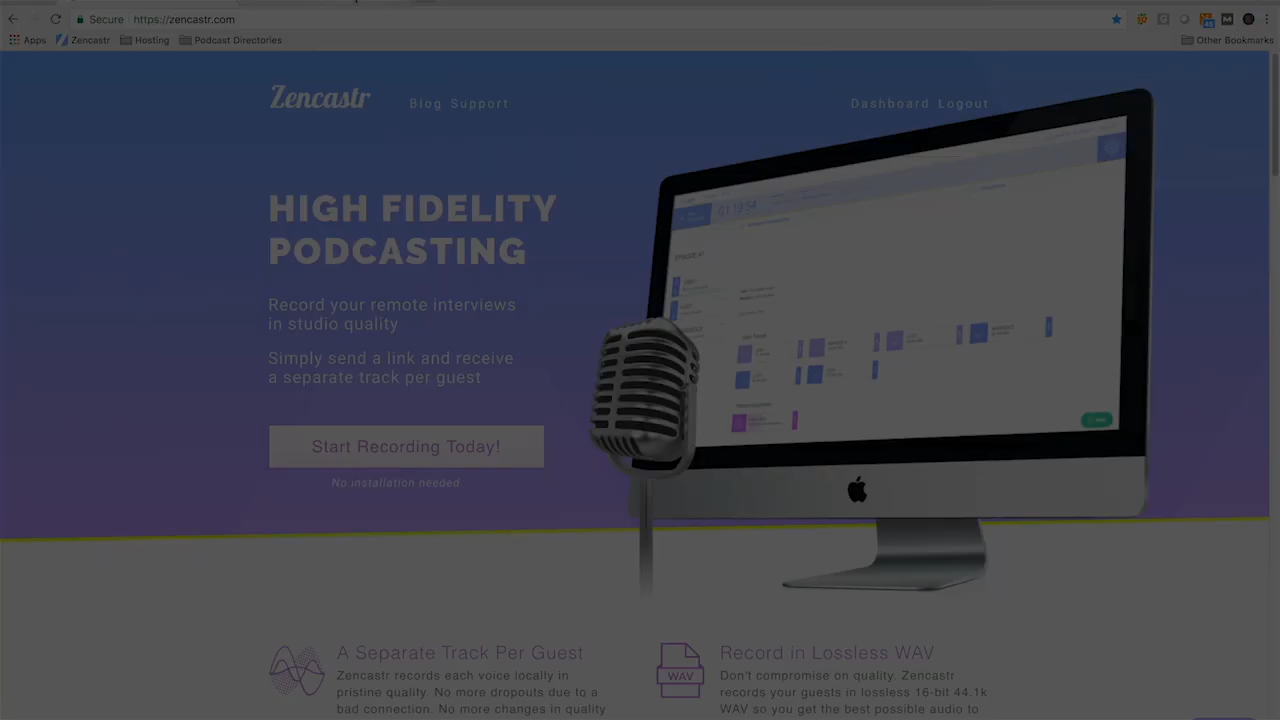 Secure https://zencastr.com
Apps Zencastr Hosting Podcast Directories Other Bookmarks
Zencastr Blog Support Dashboard Logout
HIGH FIDELITY
PODCASTING
Record your remote interviews
in studio quality
Simply send a link and receive
a separate track per guest
Start Recording Today!
No installation needed
01:19:54
WAV
A Separate Track Per Guest
Zencastr records each voice locally in
pristine quality. No more dropouts due to a
bad connection. No more changes in quality
Record in Lossless WAV
Don't compromise on quality. Zencastr
records your guests in lossless 16-bit 44.1k
WAV so you get the best possible audio to